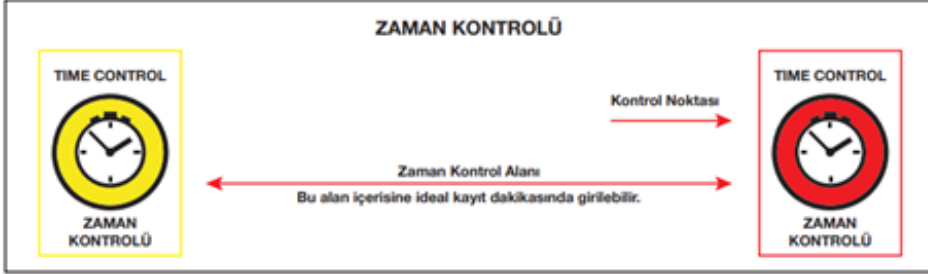 ZAMAN KONTROLÜ
TIME CONTROL
ZAMAN
KONTROLÜ
Kontrol Noktası
Zaman Kontrol Alanı
Bu alan içerisine ideal kayıt dakikasında girilebilir.
TIME CONTROL
ZAMAN
KONTROLÜ